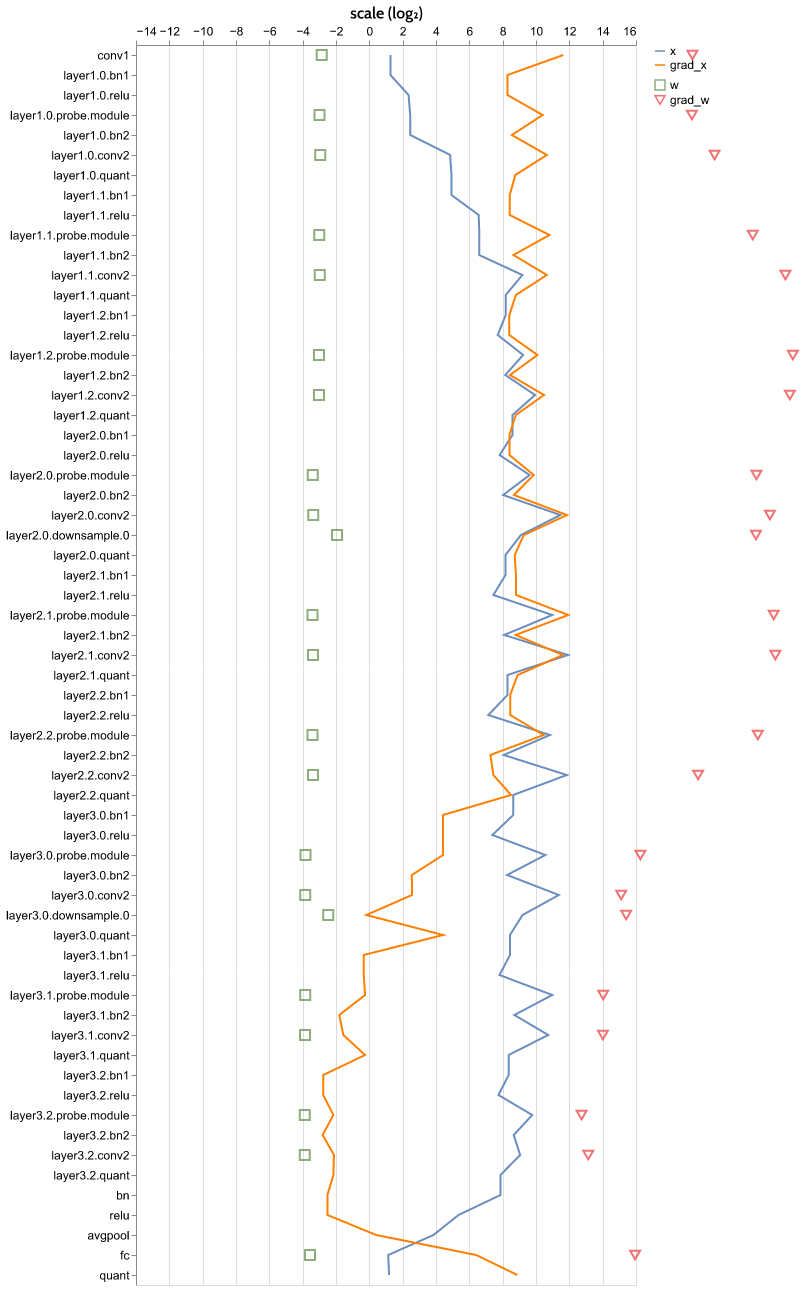 scale (log₂)
−14 −12 −10 −8 −6 −4 −2 0 2 4 6 8 10 12 14 16
x
grad_x
w
grad_w
conv1
layer1.0.bn1
layer1.0.relu
layer1.0.probe.module
layer1.0.bn2
layer1.0.conv2
layer1.0.quant
layer1.1.bn1
layer1.1.relu
layer1.1.probe.module
layer1.1.bn2
layer1.1.conv2
layer1.1.quant
layer1.2.bn1
layer1.2.relu
layer1.2.probe.module
layer1.2.bn2
layer1.2.conv2
layer1.2.quant
layer2.0.bn1
layer2.0.relu
layer2.0.probe.module
layer2.0.bn2
layer2.0.conv2
layer2.0.downsample.0
layer2.0.quant
layer2.1.bn1
layer2.1.relu
layer2.1.probe.module
layer2.1.bn2
layer2.1.conv2
layer2.1.quant
layer2.2.bn1
layer2.2.relu
layer2.2.probe.module
layer2.2.bn2
layer2.2.conv2
layer2.2.quant
layer3.0.bn1
layer3.0.relu
layer3.0.probe.module
layer3.0.bn2
layer3.0.conv2
layer3.0.downsample.0
layer3.0.quant
layer3.1.bn1
layer3.1.relu
layer3.1.probe.module
layer3.1.bn2
layer3.1.conv2
layer3.1.quant
layer3.2.bn1
layer3.2.relu
layer3.2.probe.module
layer3.2.bn2
layer3.2.conv2
layer3.2.quant
bn
relu
avgpool
fc
quant